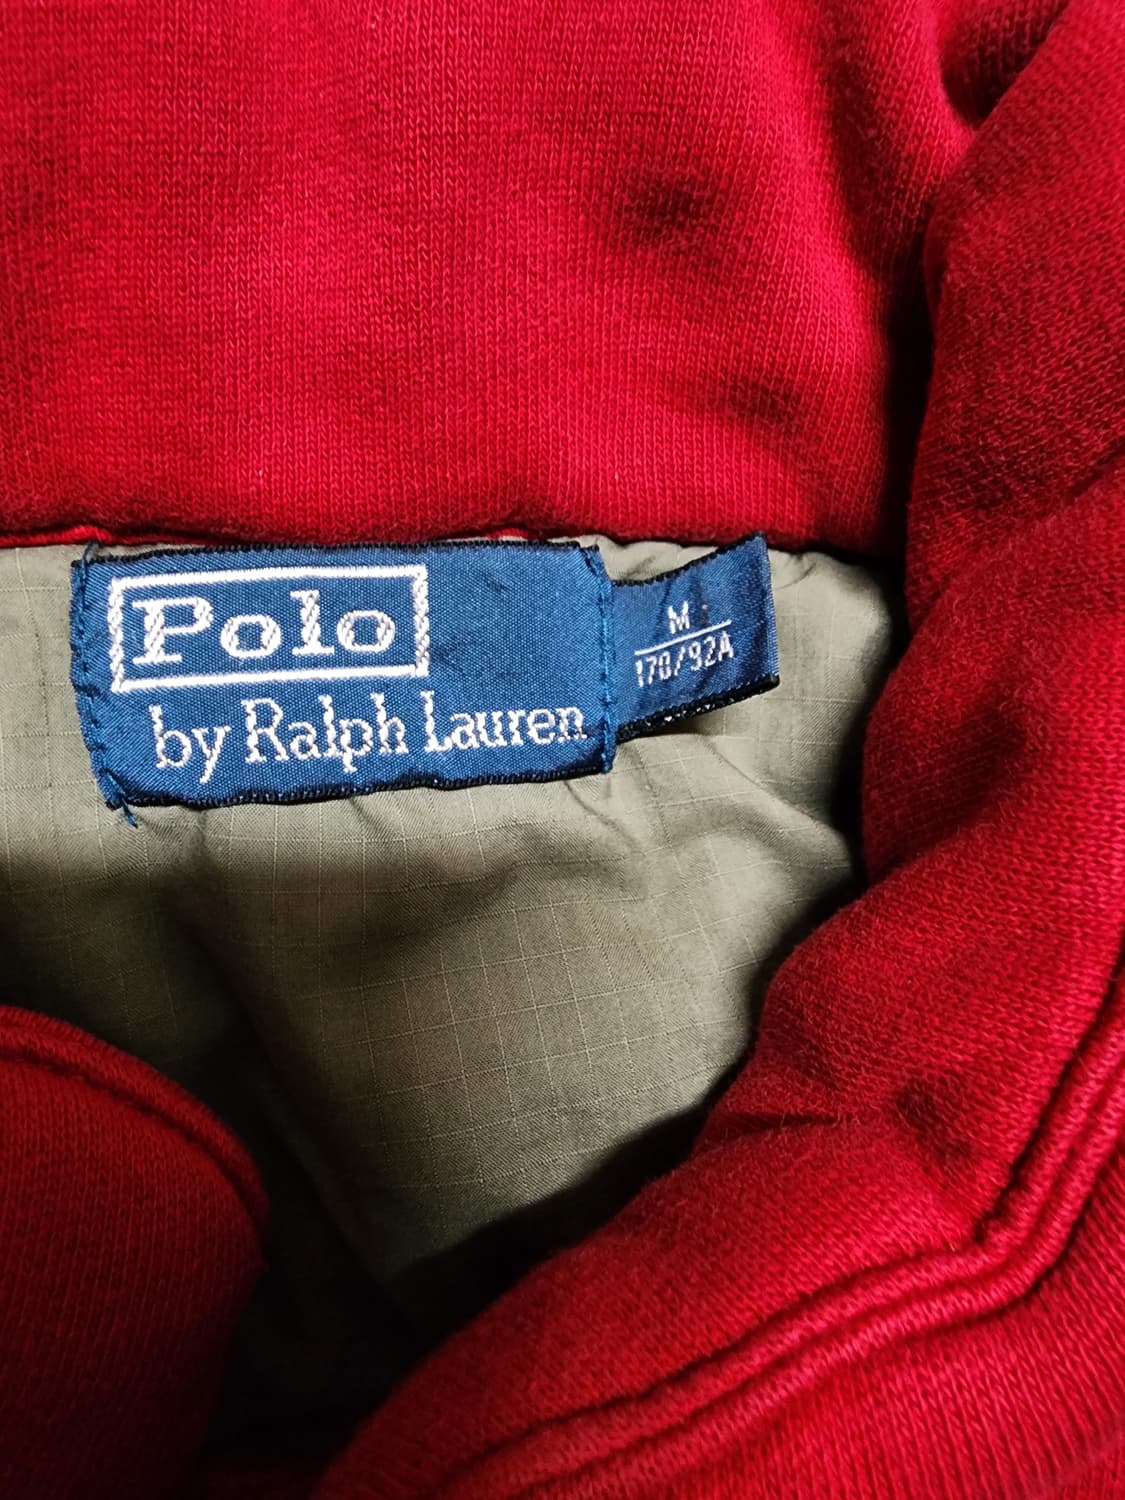 Polo
by Ralph Lauren
M
170/92A